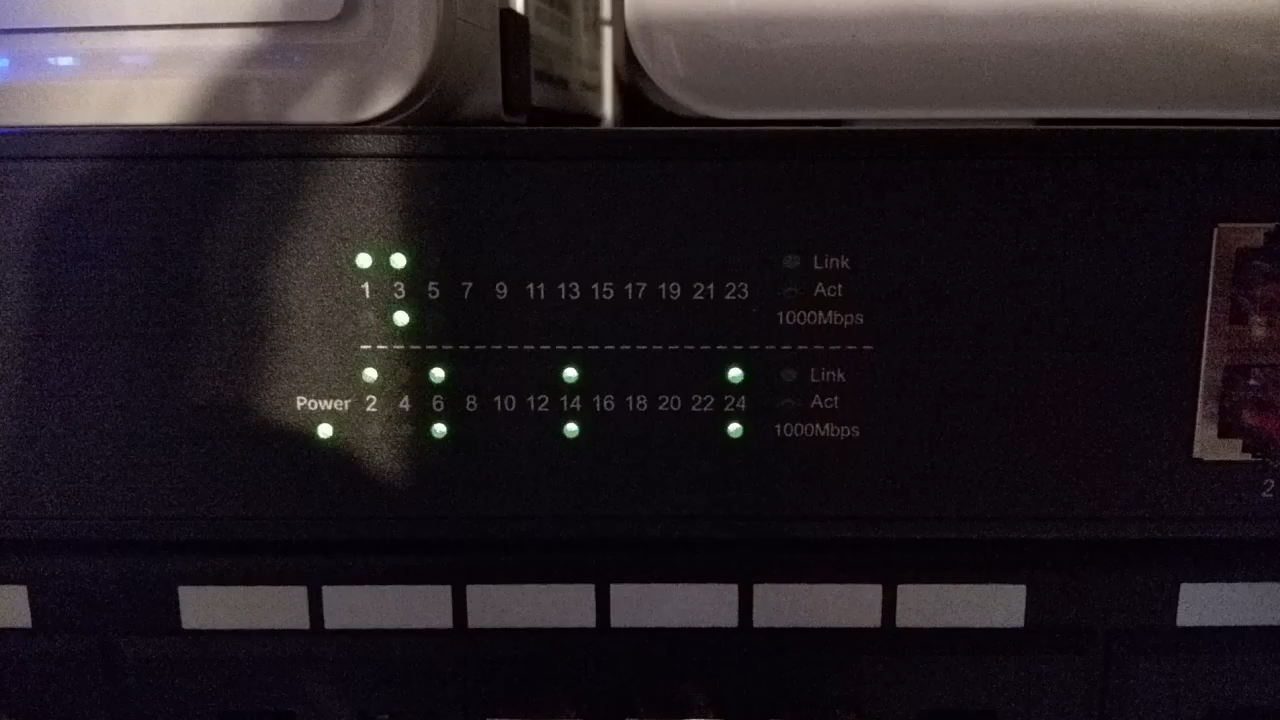 1 3 5 7 9 11 13 15 17 19 21 23
Link
Act
1000Mbps
Power 2 4 6 8 10 12 14 16 18 20 22 24
Link
Act
1000Mbps
2